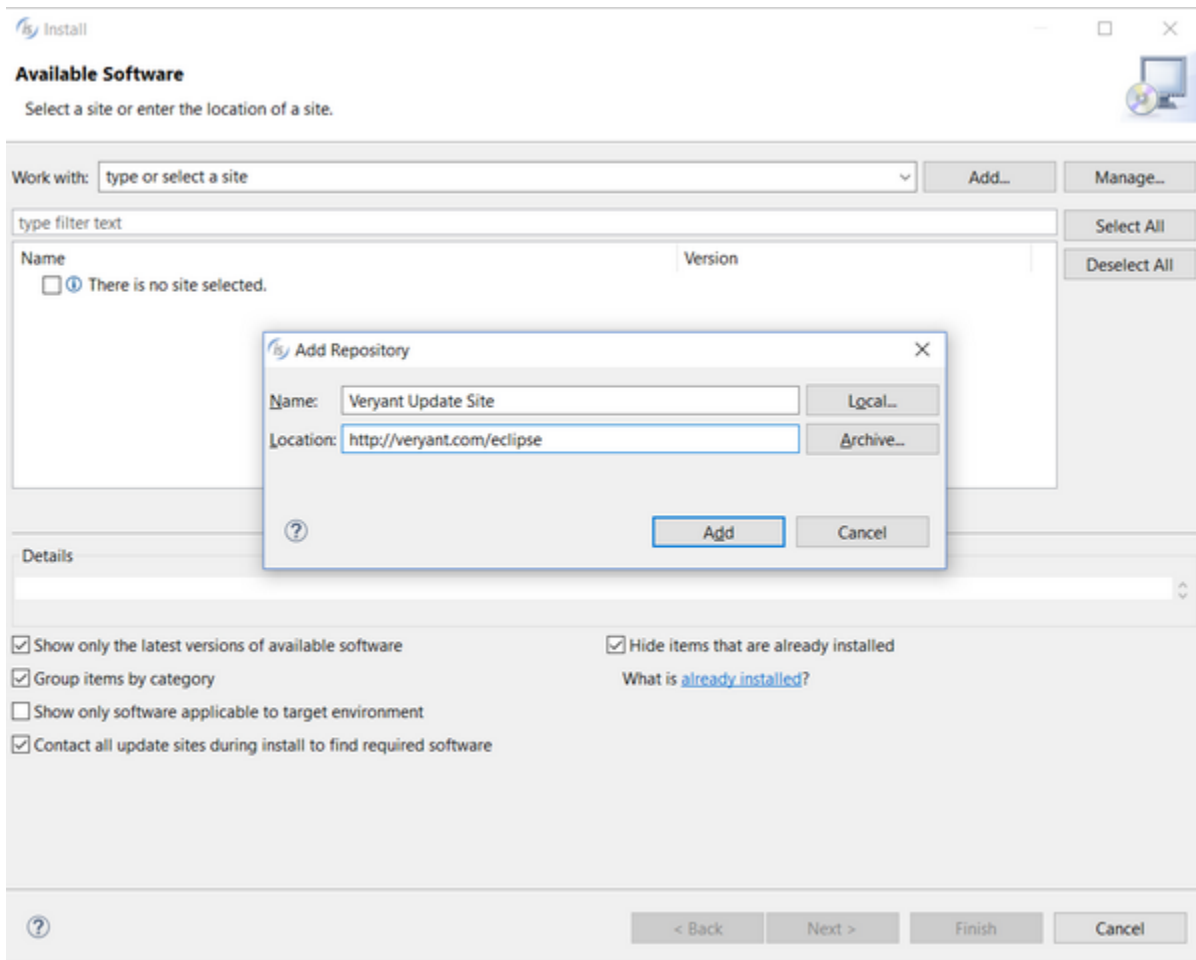 Install
Available Software
Select a site or enter the location of a site.
Work with: type or select a site Add... Manage...
type filter text Select All
Name Version Deselect All
There is no site selected.
Add Repository
Name: Veryant Update Site Local...
Location: http://veryant.com/eclipse Archive...
Add Cancel
Details
Show only the latest versions of available software Hide items that are already installed
Group items by category What is already installed?
Show only software applicable to target environment
Contact all update sites during install to find required software
< Back Next > Finish Cancel